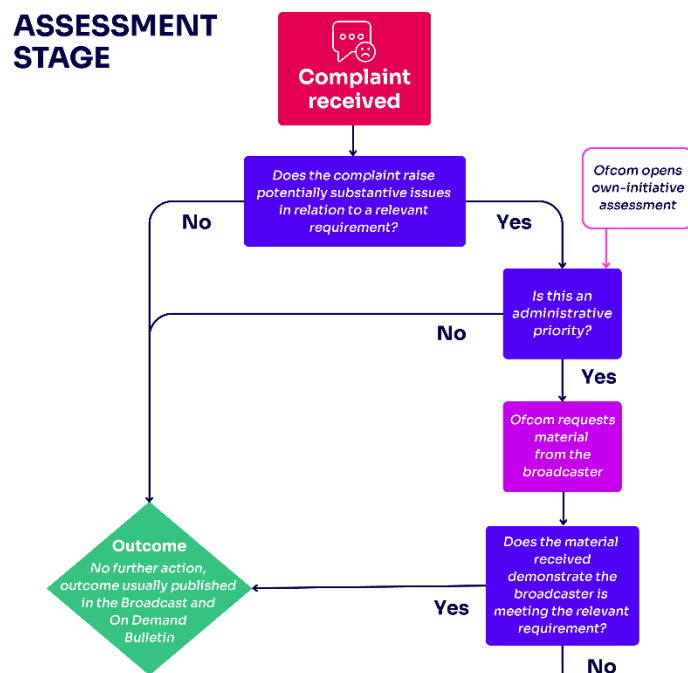 ASSESSMENT
STAGE
Complaint
received
Does the complaint raise
potentially substantive issues
in relation to a relevant
requirement?
No
Yes
Ofcom opens
own-initiative
assessment
Is this an
administrative
priority?
No
Yes
Ofcom requests
material
from the
broadcaster
Does the material
received
demonstrate the
broadcaster is
meeting the relevant
requirement?
Yes
No
Outcome
No further action,
outcome usually published
in the Broadcast and
On Demand
Bulletin